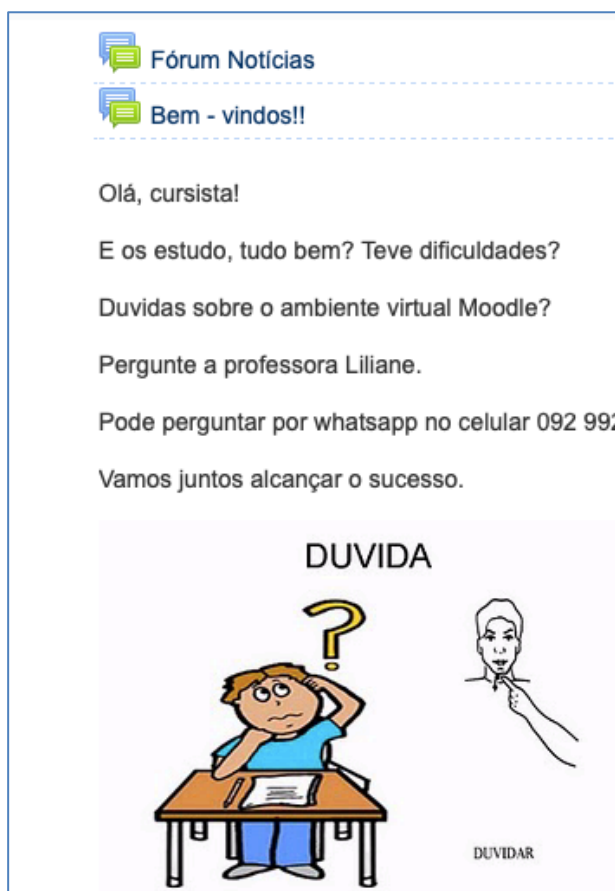 Fórum Notícias
Bem - vindos!!
Olá, cursista!
E os estudo, tudo bem? Teve dificuldades?
Duvidas sobre o ambiente virtual Moodle?
Pergunte a professora Liliane.
Pode perguntar por whatsapp no celular 092 992
Vamos juntos alcançar o sucesso.
DUVIDA
?
DUVIDAR